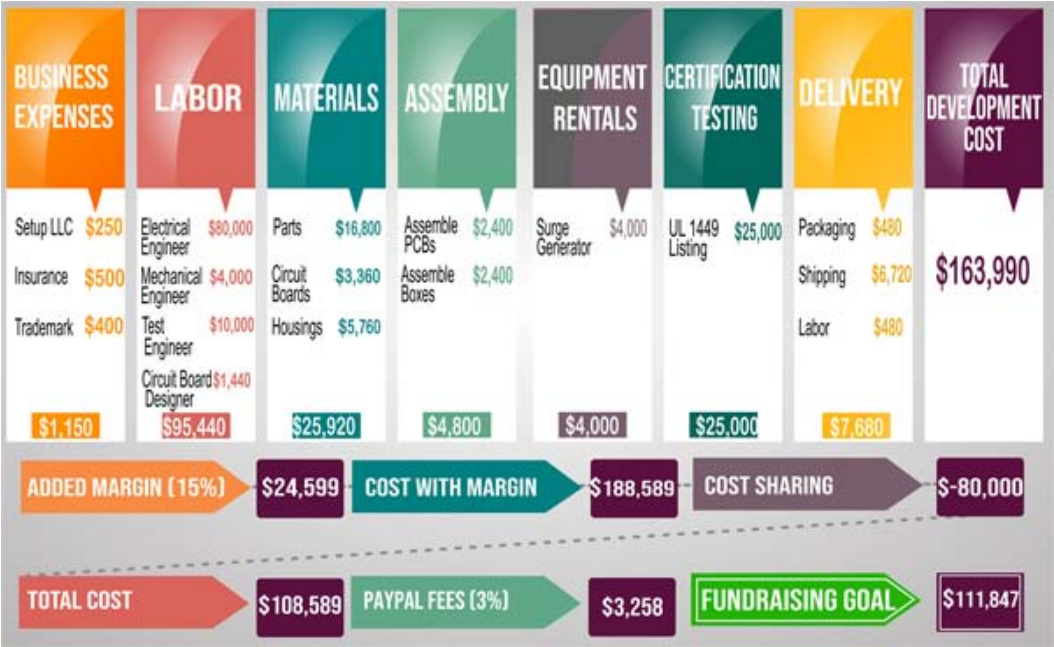 BUSINESS
EXPENSES
Setup LLC $250
Insurance $500
Trademark $400
$1,150
LABOR
Electrical $80,000
Engineer
Mechanical $4,000
Engineer
Test $10,000
Engineer
Circuit Board $1,440
Designer
$95,440
MATERIALS
Parts $16,800
Circuit $3,360
Boards
Housings $5,760
$25,920
ASSEMBLY
Assemble $2,400
PCBs
Assemble $2,400
Boxes
$4,800
EQUIPMENT
RENTALS
Surge $4,000
Generator
$4,000
CERTIFICATION
TESTING
UL 1449 $25,000
Listing
$25,000
DELIVERY
Packaging $480
Shipping $6,720
Labor $480
$7,680
TOTAL
DEVELOPMENT
COST
$163,990
ADDED MARGIN (15%) $24,599 COST WITH MARGIN $188,589 COST SHARING $-80,000
TOTAL COST $108,589 PAYPAL FEES (3%) $3,258 FUNDRAISING GOAL $111,847